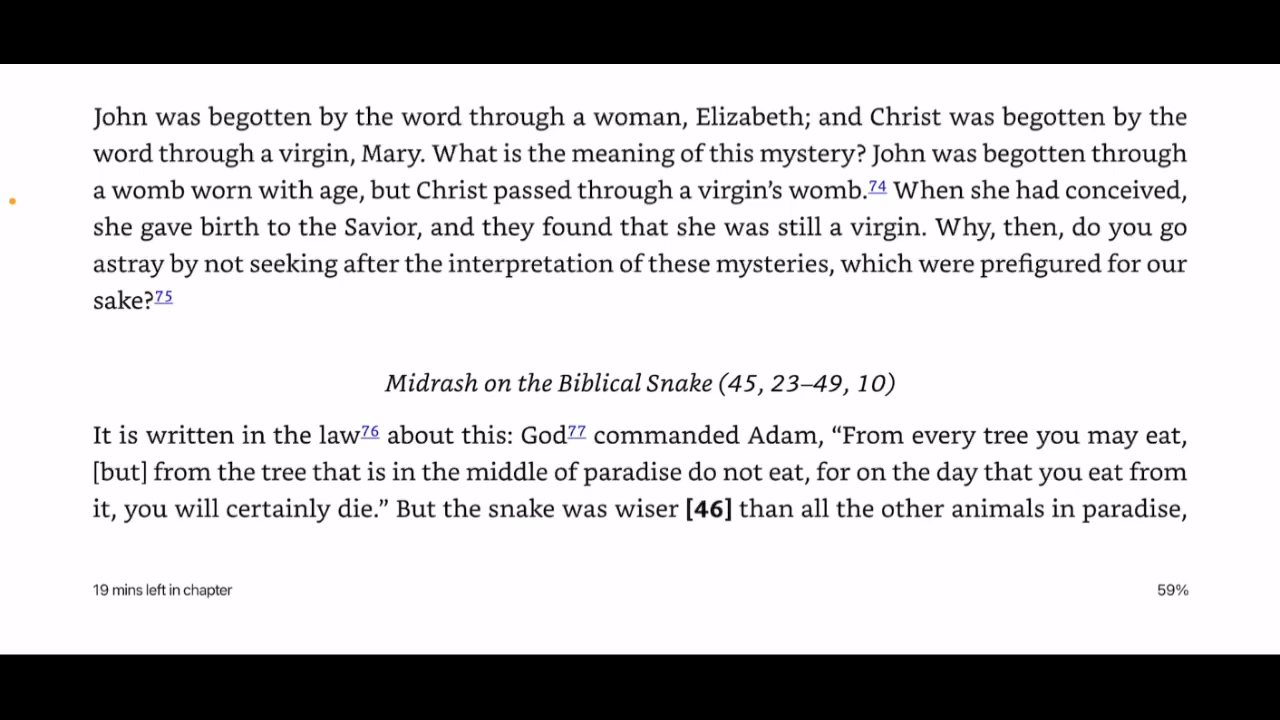 John was begotten by the word through a woman, Elizabeth; and Christ was begotten by the
word through a virgin, Mary. What is the meaning of this mystery? John was begotten through
a womb worn with age, but Christ passed through a virgin’s womb.74 When she had conceived,
she gave birth to the Savior, and they found that she was still a virgin. Why, then, do you go
astray by not seeking after the interpretation of these mysteries, which were prefigured for our
sake?75
Midrash on the Biblical Snake (45, 23–49, 10)
It is written in the law76 about this: God77 commanded Adam, “From every tree you may eat,
[but] from the tree that is in the middle of paradise do not eat, for on the day that you eat from
it, you will certainly die.” But the snake was wiser [46] than all the other animals in paradise,
19 mins left in chapter
59%